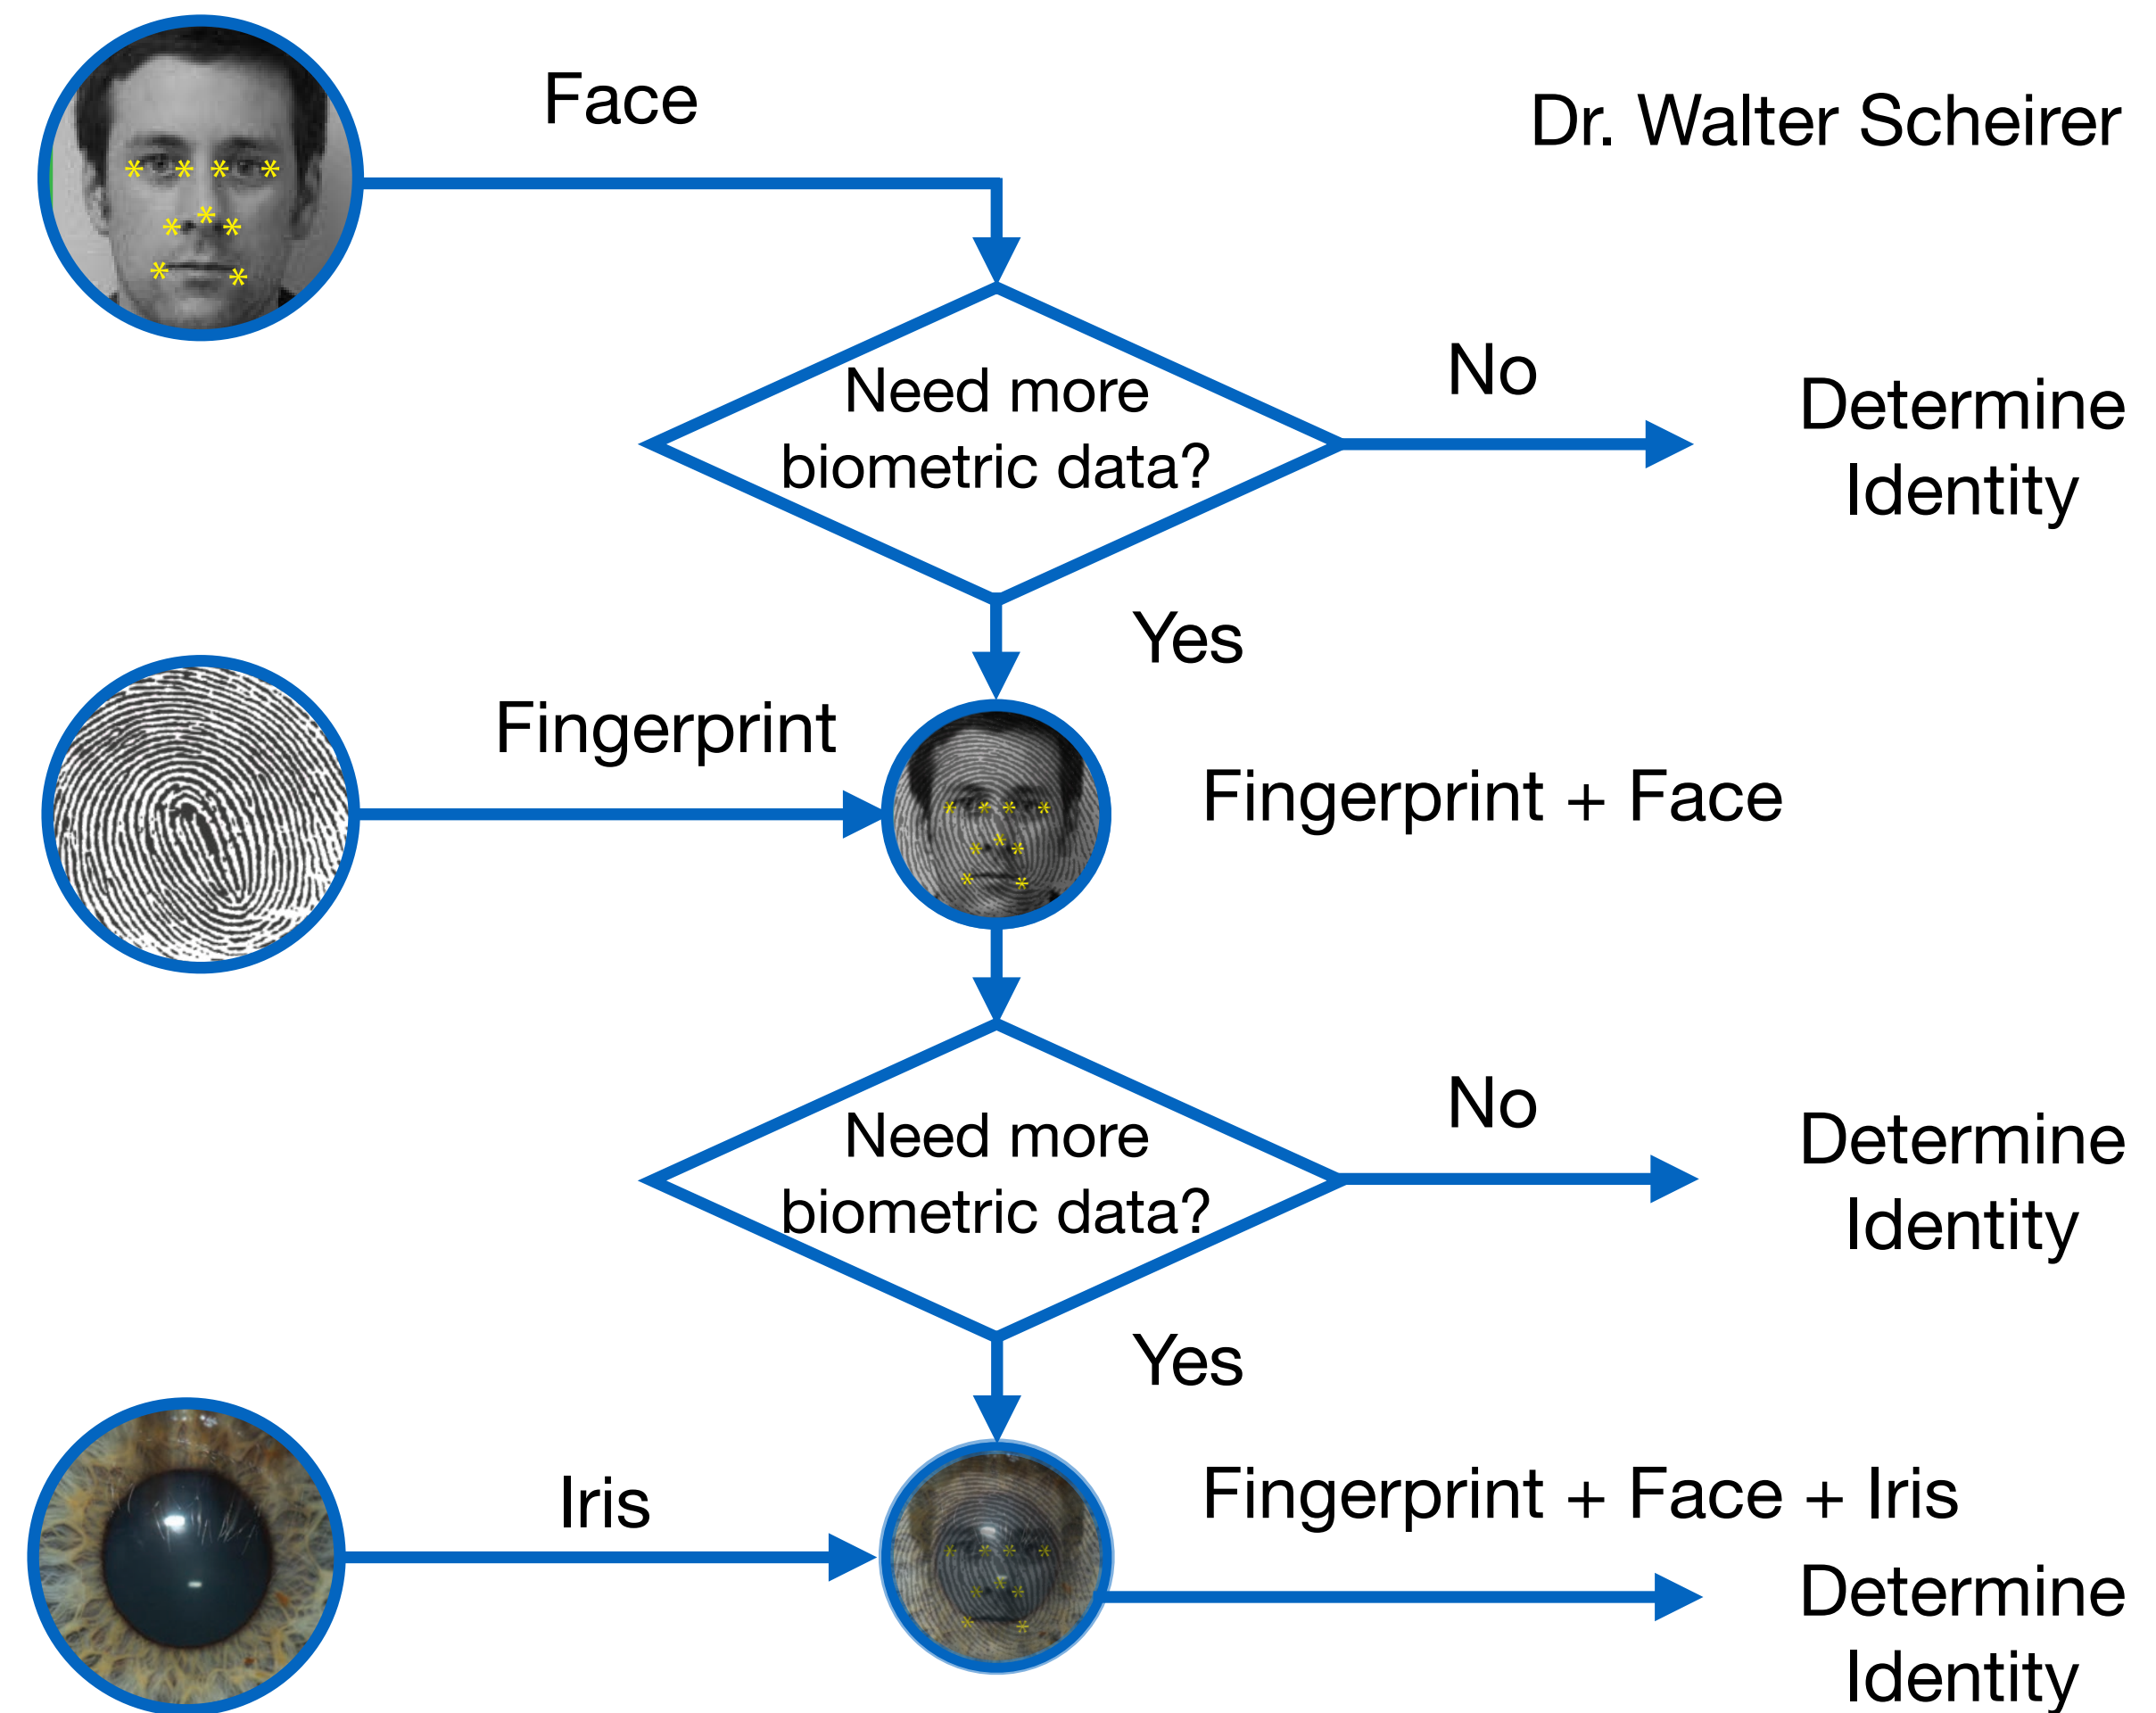 Face
Dr. Walter Scheirer
Need more
biometric data?
No
Determine
Identity
Yes
Fingerprint
Fingerprint + Face
Need more
biometric data?
No
Determine
Identity
Yes
Iris
Fingerprint + Face + Iris
Determine
Identity